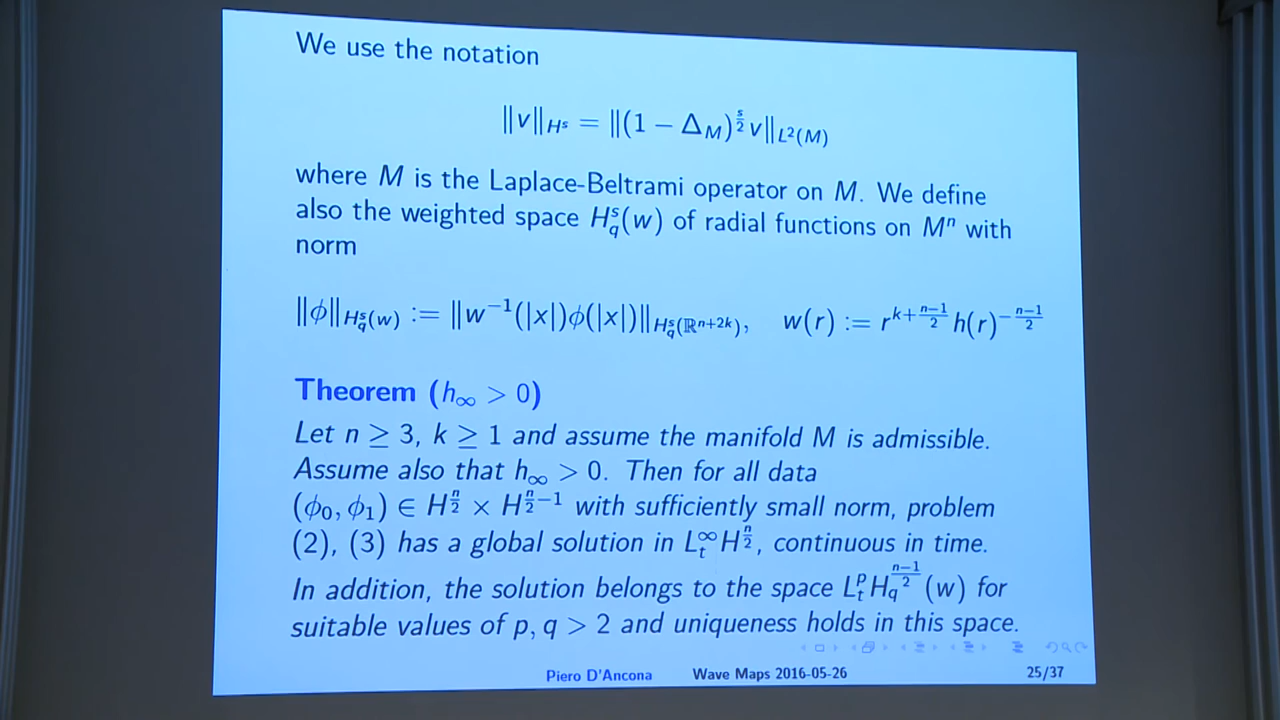 We use the notation
‖v‖_{H^s} = ‖(1 − Δ_M)^{s/2} v‖_{L^2(M)}
where M is the Laplace-Beltrami operator on M. We define
also the weighted space H^s_q(w) of radial functions on M^n with
norm
‖ϕ‖_{H^s_q(w)} := ‖w^{−1}(|x|)ϕ(|x|)‖_{H^s_q(ℝ^{n+2k})}, w(r) := r^{k+\frac{n−1}{2}} h(r)^{−\frac{n−1}{2}}
Theorem (h_∞ > 0)
Let n ≥ 3, k ≥ 1 and assume the manifold M is admissible.
Assume also that h_∞ > 0. Then for all data
(ϕ_0, ϕ_1) ∈ H^{n/2} × H^{n/2−1} with sufficiently small norm, problem
(2), (3) has a global solution in L^∞_t H^{n/2}, continuous in time.
In addition, the solution belongs to the space L^p_t H_q^{\frac{n−1}{2}}(w) for
suitable values of p, q > 2 and uniqueness holds in this space.
Piero D'Ancona Wave Maps 2016-05-26 25/37